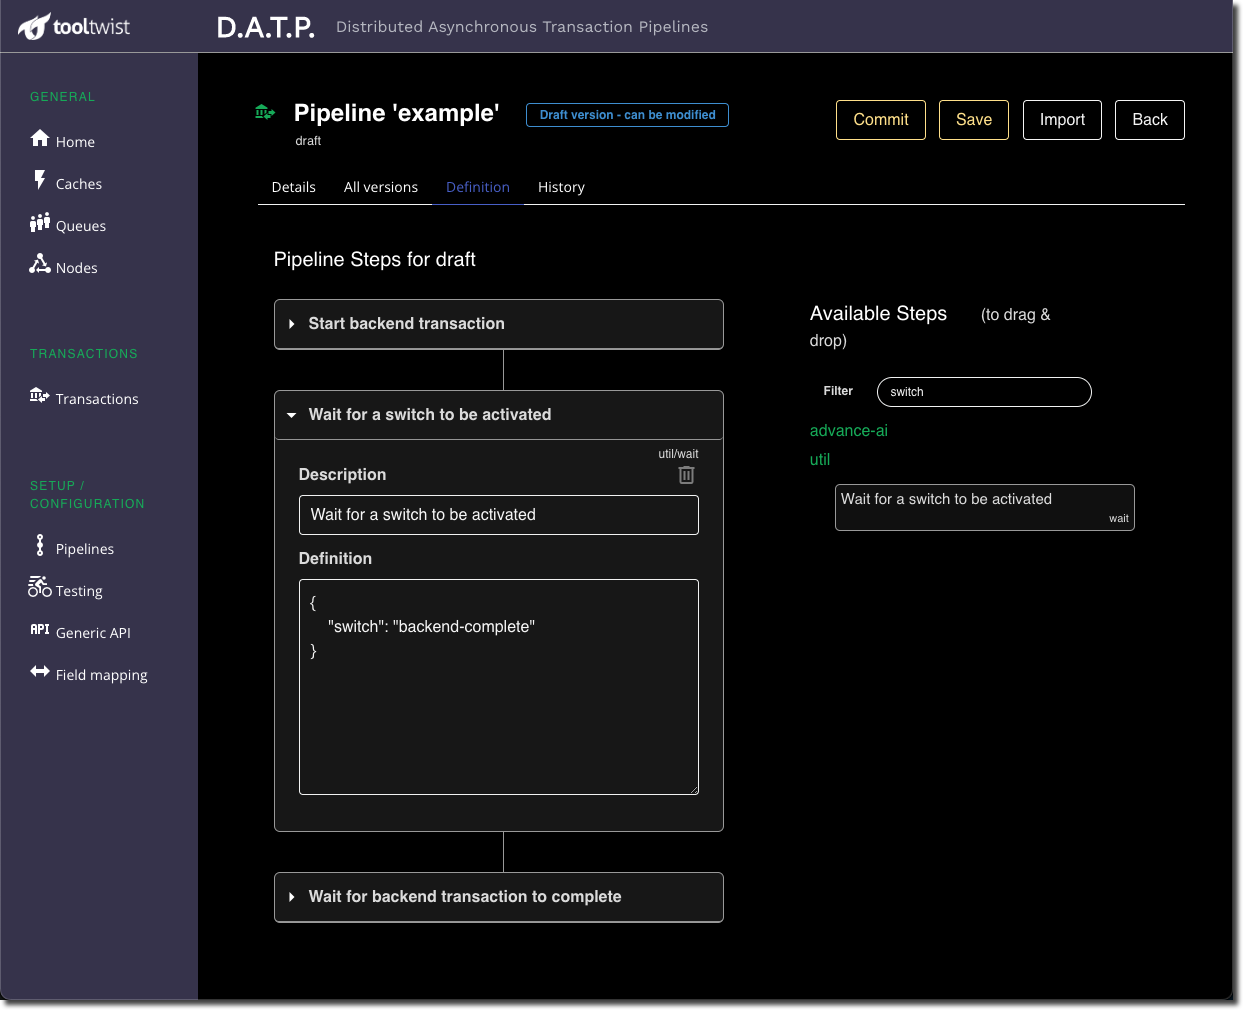 tooltwist
D.A.T.P. Distributed Asynchronous Transaction Pipelines
GENERAL
Home
Caches
Queues
Nodes
TRANSACTIONS
Transactions
SETUP /
CONFIGURATION
Pipelines
Testing
API Generic API
Field mapping
Pipeline 'example'
draft
Draft version - can be modified
Commit
Save
Import
Back
Details
All versions
Definition
History
Pipeline Steps for draft
Start backend transaction
Wait for a switch to be activated
util/wait
Description
Wait for a switch to be activated
Definition
{
"switch": "backend-complete"
}
Wait for backend transaction to complete
Available Steps (to drag &
drop)
Filter switch
advance-ai
util
Wait for a switch to be activated
wait